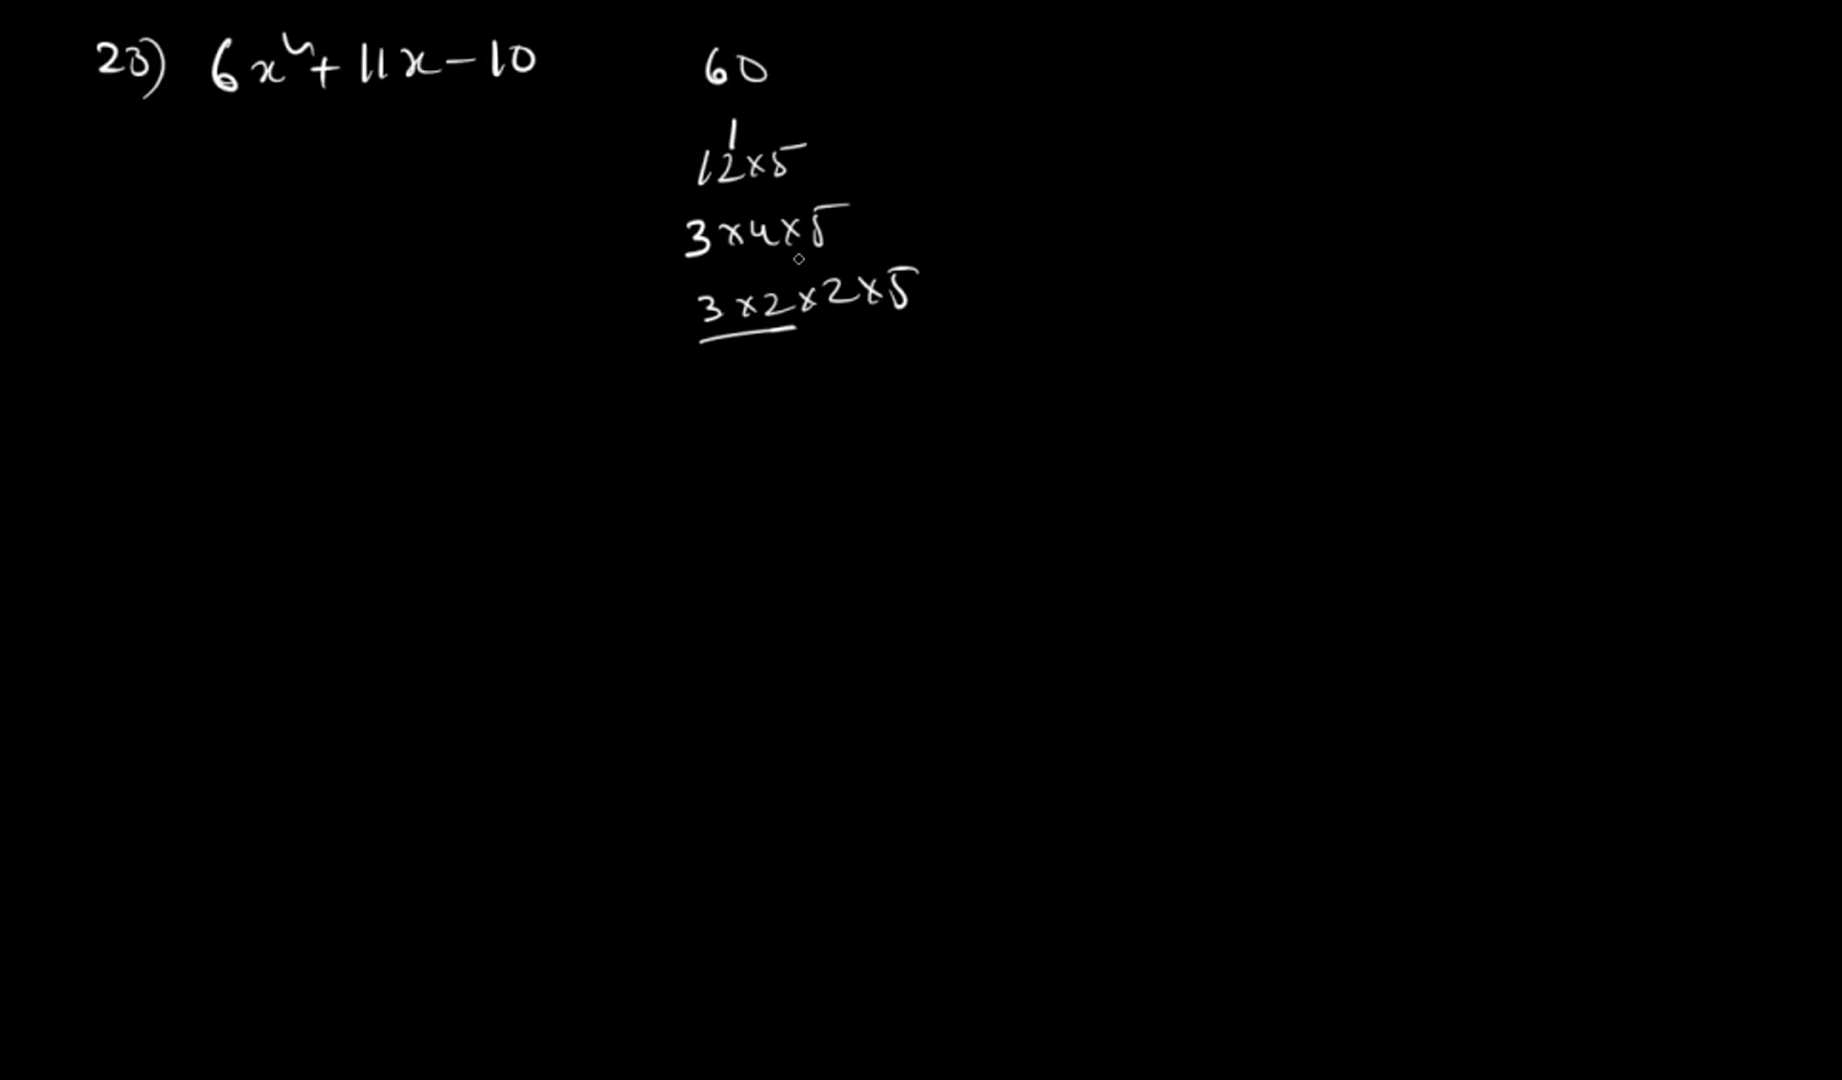 23) 6x² + 11x - 10
60
12 x 5
3 x 4 x 5
3 x 2 x 2 x 5